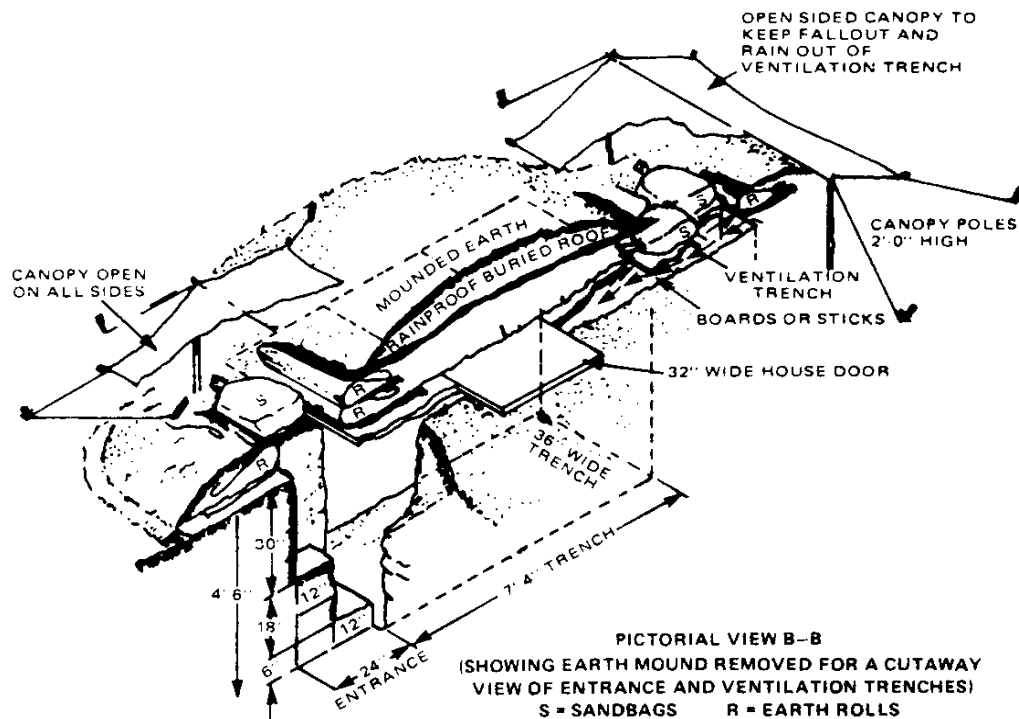 OPEN SIDED CANOPY TO
KEEP FALLOUT AND
RAIN OUT OF
VENTILATION TRENCH
CANOPY POLES
2'-0" HIGH
CANOPY OPEN
ON ALL SIDES
MOUNDED EARTH
RAINPROOF BURIED ROOF
S
S
R
VENTILATION
TRENCH
BOARDS OR STICKS
32" WIDE HOUSE DOOR
R
R
S
R
36" WIDE
TRENCH
30"
4' 6"
12"
18"
12"
6"
24"
ENTRANCE
7' 4" TRENCH
PICTORIAL VIEW B–B
(SHOWING EARTH MOUND REMOVED FOR A CUTAWAY
VIEW OF ENTRANCE AND VENTILATION TRENCHES)
S = SANDBAGS R = EARTH ROLLS